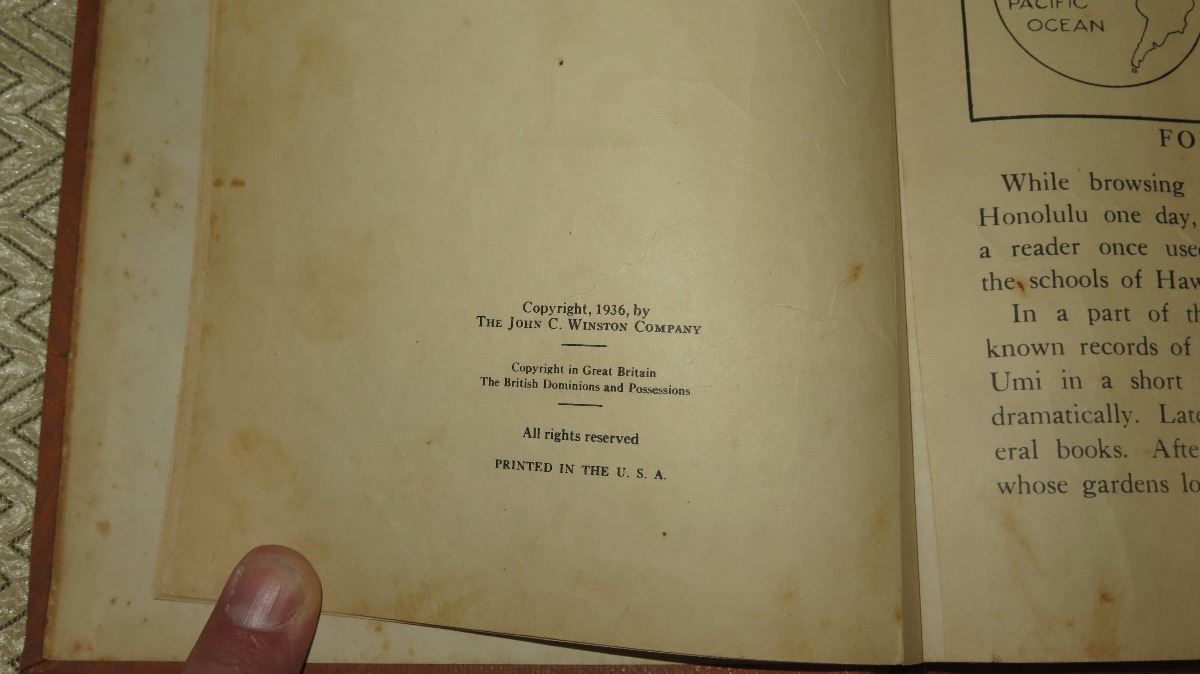 Copyright, 1936, by
THE JOHN C. WINSTON COMPANY
Copyright in Great Britain
The British Dominions and Possessions
All rights reserved
PRINTED IN THE U. S. A.
PACIFIC
OCEAN
FO
While browsing
Honolulu one day,
a reader once use
the schools of Haw
In a part of th
known records of
Umi in a short
dramatically. Late
eral books. Afte
whose gardens lo